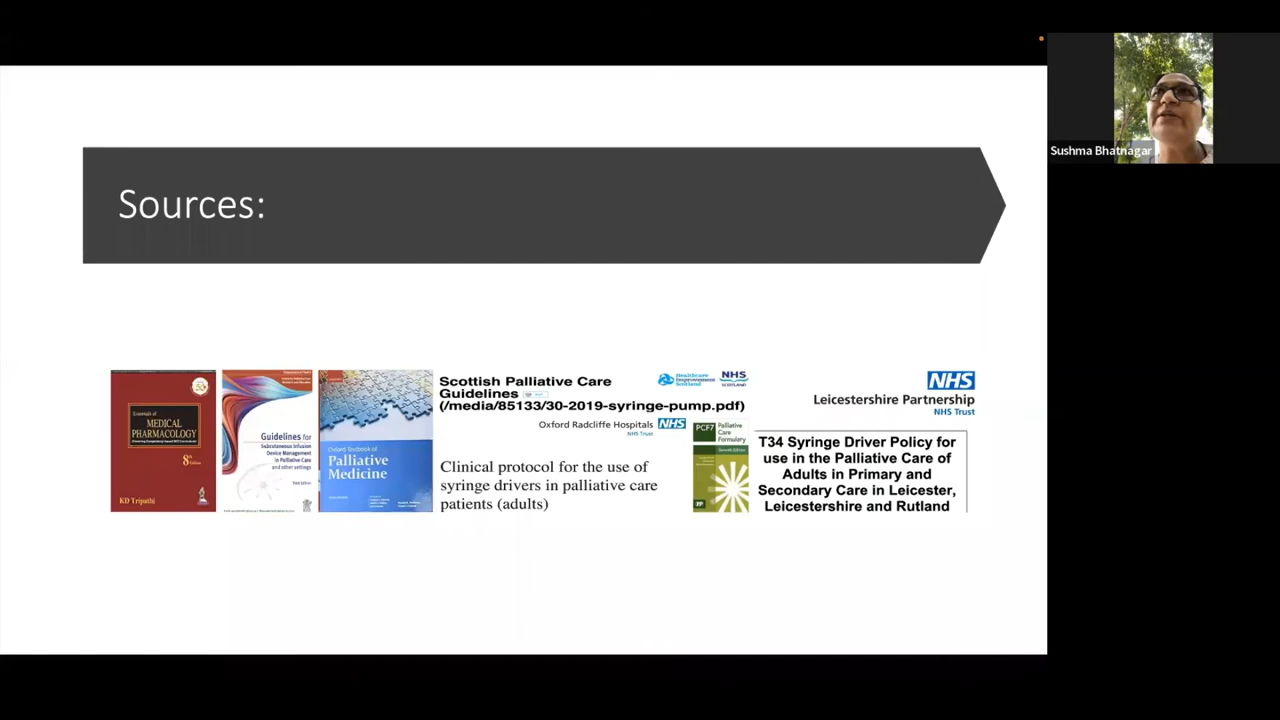 Sources:
Essentials of
MEDICAL
PHARMACOLOGY
8th
Edition
KD Tripathi
Guidelines for
Subcutaneous Infusion
Device Management
in Palliative Care
and other settings
Oxford Textbook of
Palliative
Medicine
Scottish Palliative Care
Guidelines
(/media/85133/30-2019-syringe-pump.pdf)
Healthcare
Improvement
Scotland
NHS
SCOTLAND
Oxford Radcliffe Hospitals NHS
NHS Trust
Clinical protocol for the use of
syringe drivers in palliative care
patients (adults)
PCF7 Palliative
Care
Formulary
NHS
Leicestershire Partnership
NHS Trust
T34 Syringe Driver Policy for
use in the Palliative Care of
Adults in Primary and
Secondary Care in Leicester,
Leicestershire and Rutland
Sushma Bhatnagar